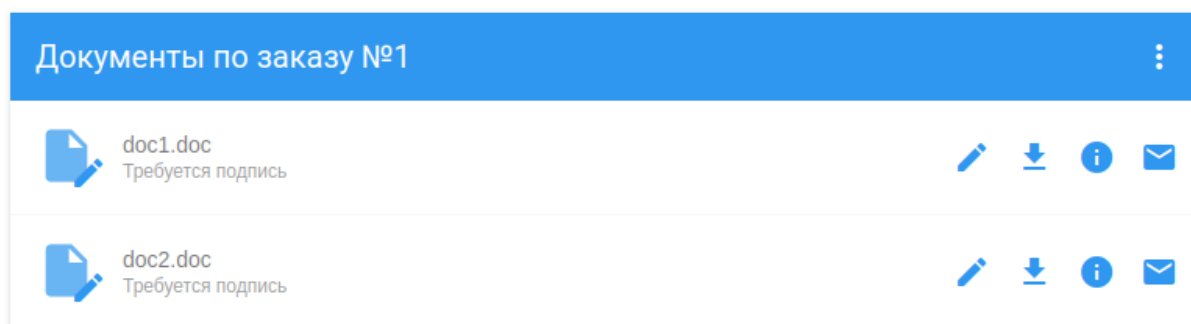 Документы по заказу №1
doc1.doc
Требуется подпись
doc2.doc
Требуется подпись